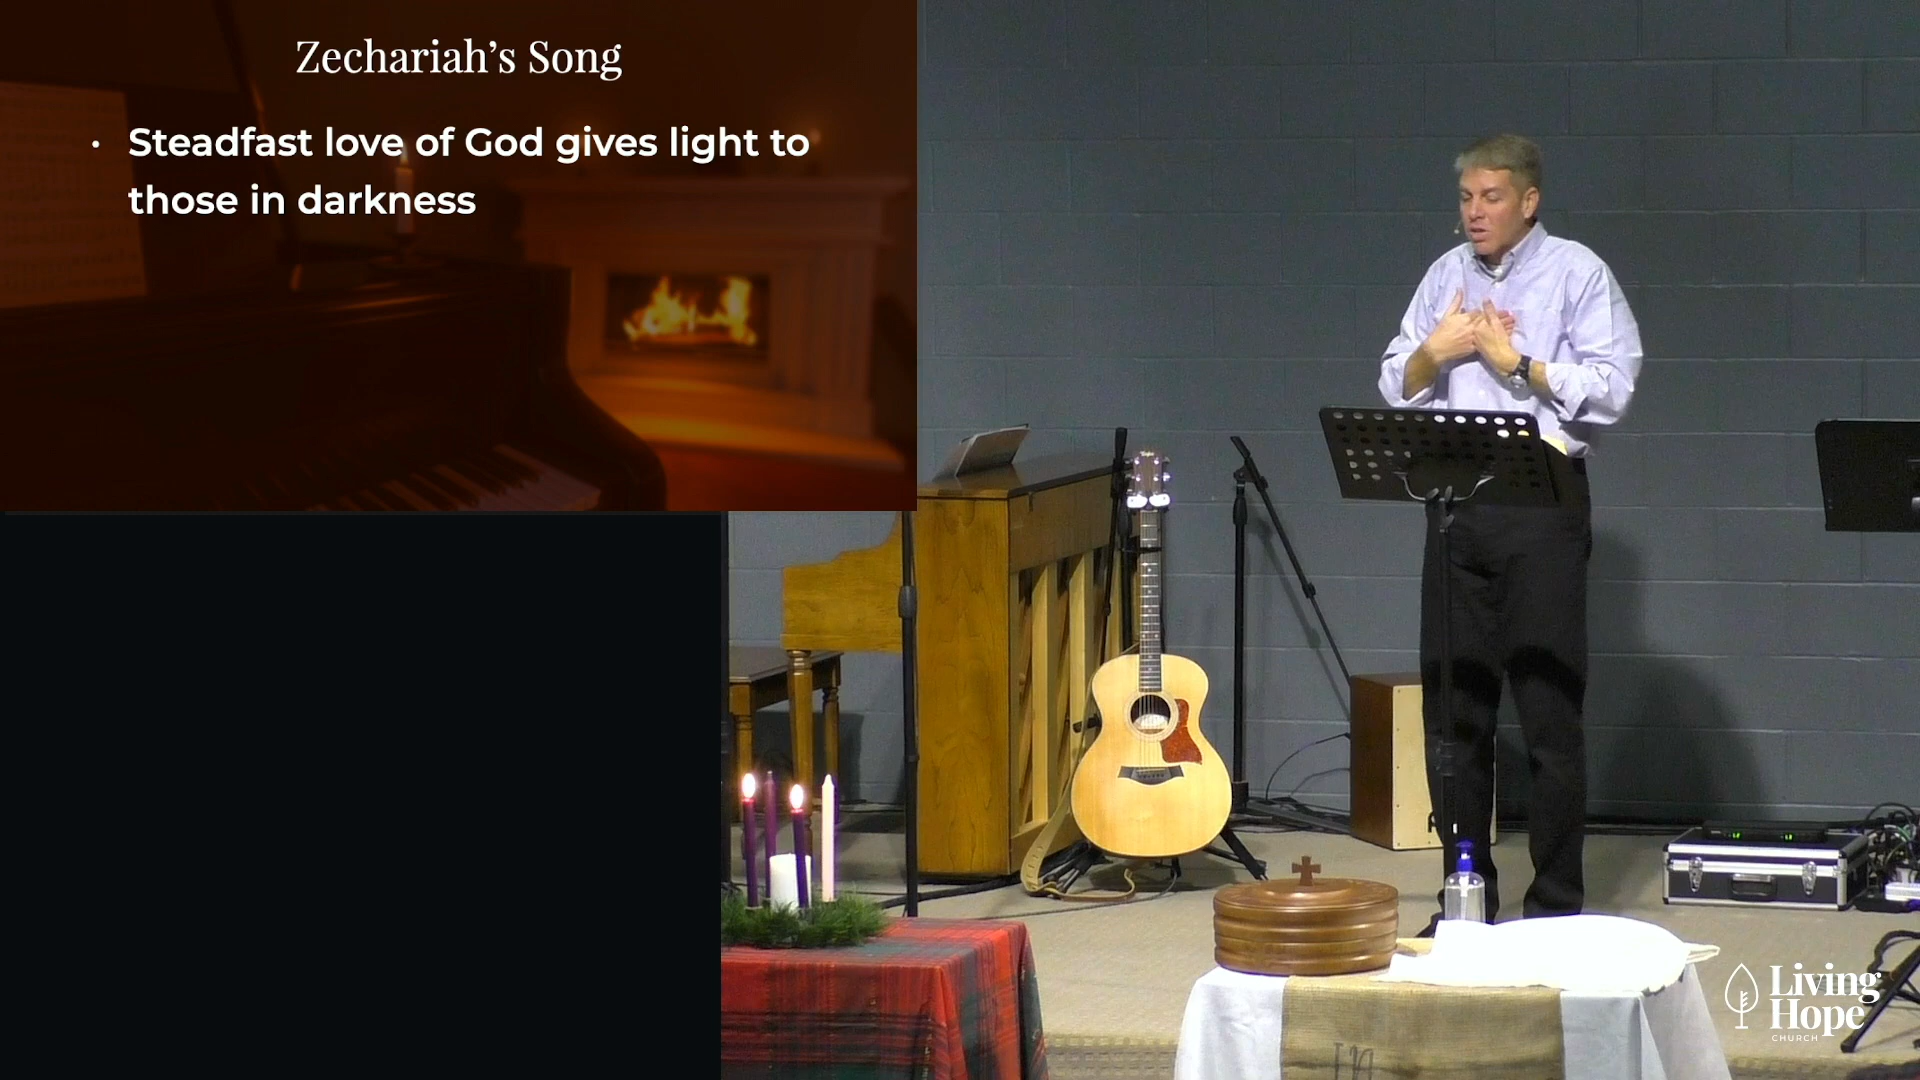 Zechariah’s Song
• Steadfast love of God gives light to
those in darkness
Living
Hope
CHURCH